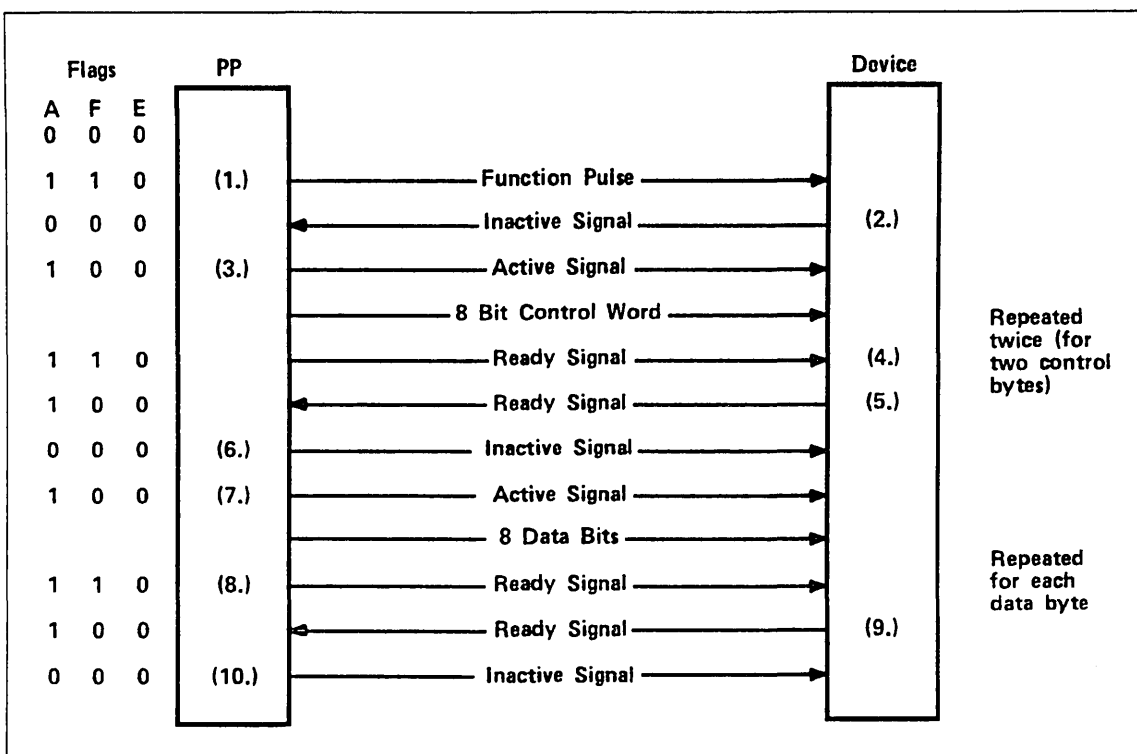 Flags PP Device
A F E
0 0 0
1 1 0 (1.) Function Pulse
0 0 0 Inactive Signal (2.)
1 0 0 (3.) Active Signal
8 Bit Control Word
1 1 0 Ready Signal (4.)
1 0 0 Ready Signal (5.)
Repeated
twice (for
two control
bytes)
0 0 0 (6.) Inactive Signal
1 0 0 (7.) Active Signal
8 Data Bits
1 1 0 (8.) Ready Signal
1 0 0 Ready Signal (9.)
Repeated
for each
data byte
0 0 0 (10.) Inactive Signal